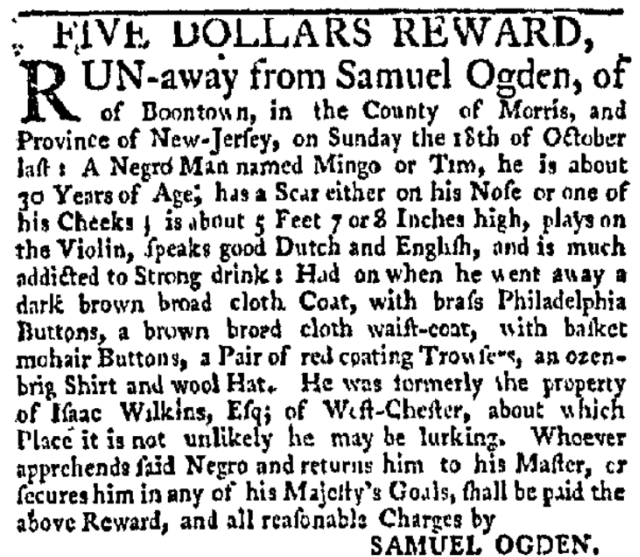 FIVE DOLLARS REWARD,
RUN-away from Samuel Ogden, of
of Boontown, in the County of Morris, and
Province of New-Jerſey, on Sunday the 18th of October
laſt: A Negro Man named Mingo or Tim, he is about
30 Years of Age; has a Scar either on his Noſe or one of
his Cheeks; is about 5 Feet 7 or 8 Inches high, plays on
the Violin, ſpeaks good Dutch and Engliſh, and is much
addicted to Strong drink: Had on when he went away a
dark brown broad cloth Coat, with braſs Philadelphia
Buttons, a brown broad cloth waiſt-coat, with baſket
mohair Buttons, a Pair of red coating Trowſers, an ozen-
brig Shirt and wool Hat. He was formerly the property
of Iſaac Wilkins, Eſq; of Weſt-Cheſter, about which
Place it is not unlikely he may be lurking. Whoever
apprehends ſaid Negro and returns him to his Maſter, or
ſecures him in any of his Majeſty's Goals, ſhall be paid the
above Reward, and all reaſonable Charges by
SAMUEL OGDEN.